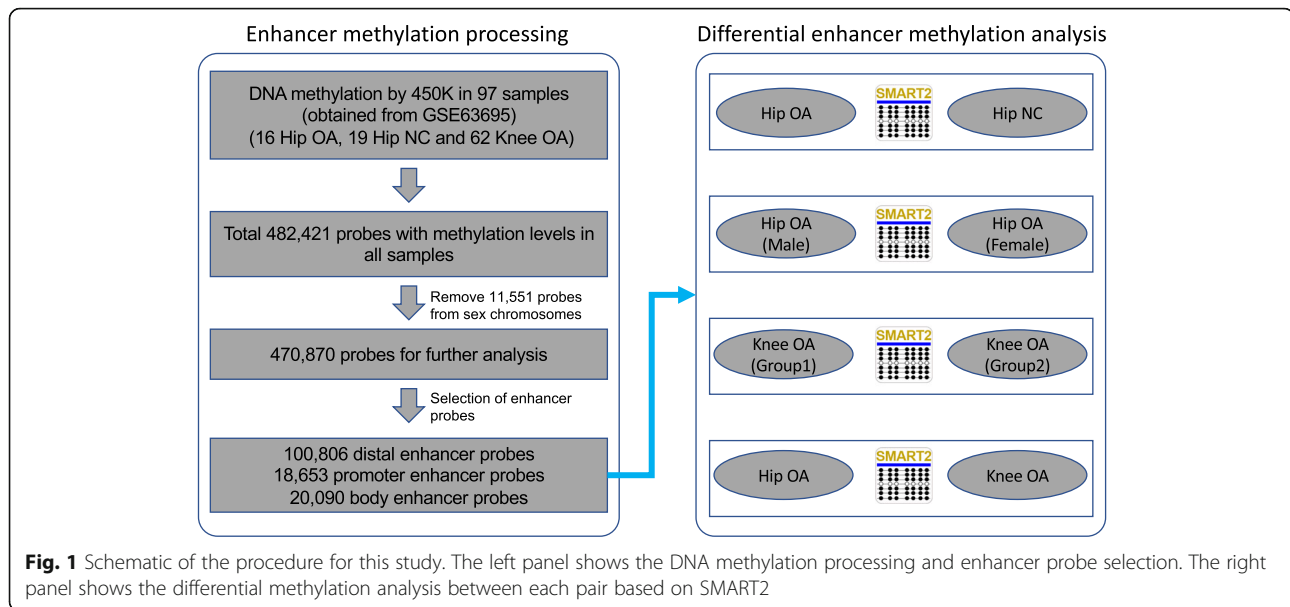 Enhancer methylation processing
DNA methylation by 450K in 97 samples
(obtained from GSE63695)
(16 Hip OA, 19 Hip NC and 62 Knee OA)
Total 482,421 probes with methylation levels in
all samples
Remove 11,551 probes
from sex chromosomes
470,870 probes for further analysis
Selection of enhancer
probes
100,806 distal enhancer probes
18,653 promoter enhancer probes
20,090 body enhancer probes
Differential enhancer methylation analysis
Hip OA
SMART2
Hip NC
Hip OA
(Male)
SMART2
Hip OA
(Female)
Knee OA
(Group1)
SMART2
Knee OA
(Group2)
Hip OA
SMART2
Knee OA
Fig. 1 Schematic of the procedure for this study. The left panel shows the DNA methylation processing and enhancer probe selection. The right
panel shows the differential methylation analysis between each pair based on SMART2